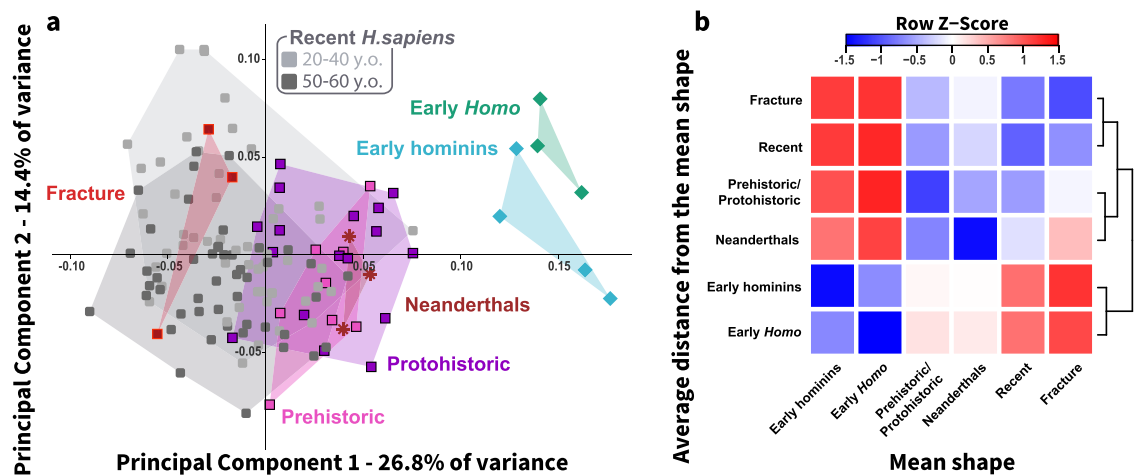 a
Principal Component 2 - 14.4% of variance
Recent H.sapiens
20-40 y.o.
50-60 y.o.
0.10
0.05
-0.05
-0.10
-0.05
0.05
0.10
0.15
Early Homo
Early hominins
Fracture
Neanderthals
Protohistoric
Prehistoric
Principal Component 1 - 26.8% of variance
b
Row Z−Score
-1.5
−1
−0.5
0
0.5
1
1.5
Average distance from the mean shape
Fracture
Recent
Prehistoric/
Protohistoric
Neanderthals
Early hominins
Early Homo
Early hominins
Early Homo
Prehistoric/
Protohistoric
Neanderthals
Recent
Fracture
Mean shape